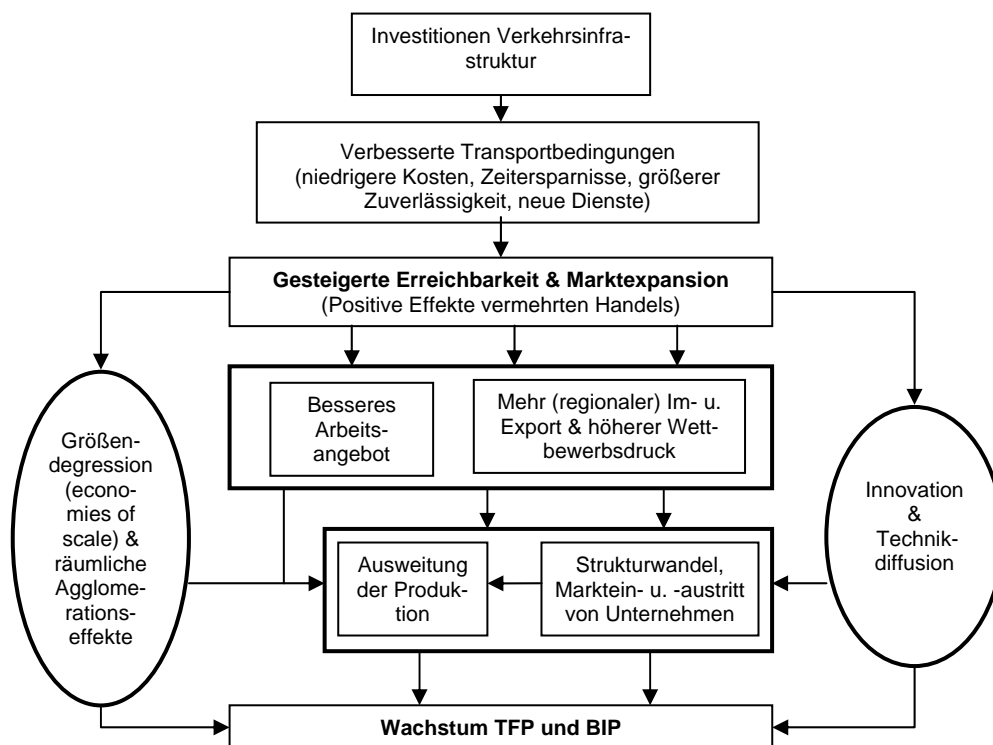 Investitionen Verkehrsinfra-
struktur
Verbesserte Transportbedingungen
(niedrigere Kosten, Zeitersparnisse, größerer
Zuverlässigkeit, neue Dienste)
Gesteigerte Erreichbarkeit & Marktexpansion
(Positive Effekte vermehrten Handels)
Besseres
Arbeits-
angebot
Mehr (regionaler) Im- u.
Export & höherer Wett-
bewerbsdruck
Größen-
degression
(econo-
mies of
scale) &
räumliche
Agglome-
rations-
effekte
Innovation
&
Technik-
diffusion
Ausweitung
der Produk-
tion
Strukturwandel,
Marktein- u. -austritt
von Unternehmen
Wachstum TFP und BIP